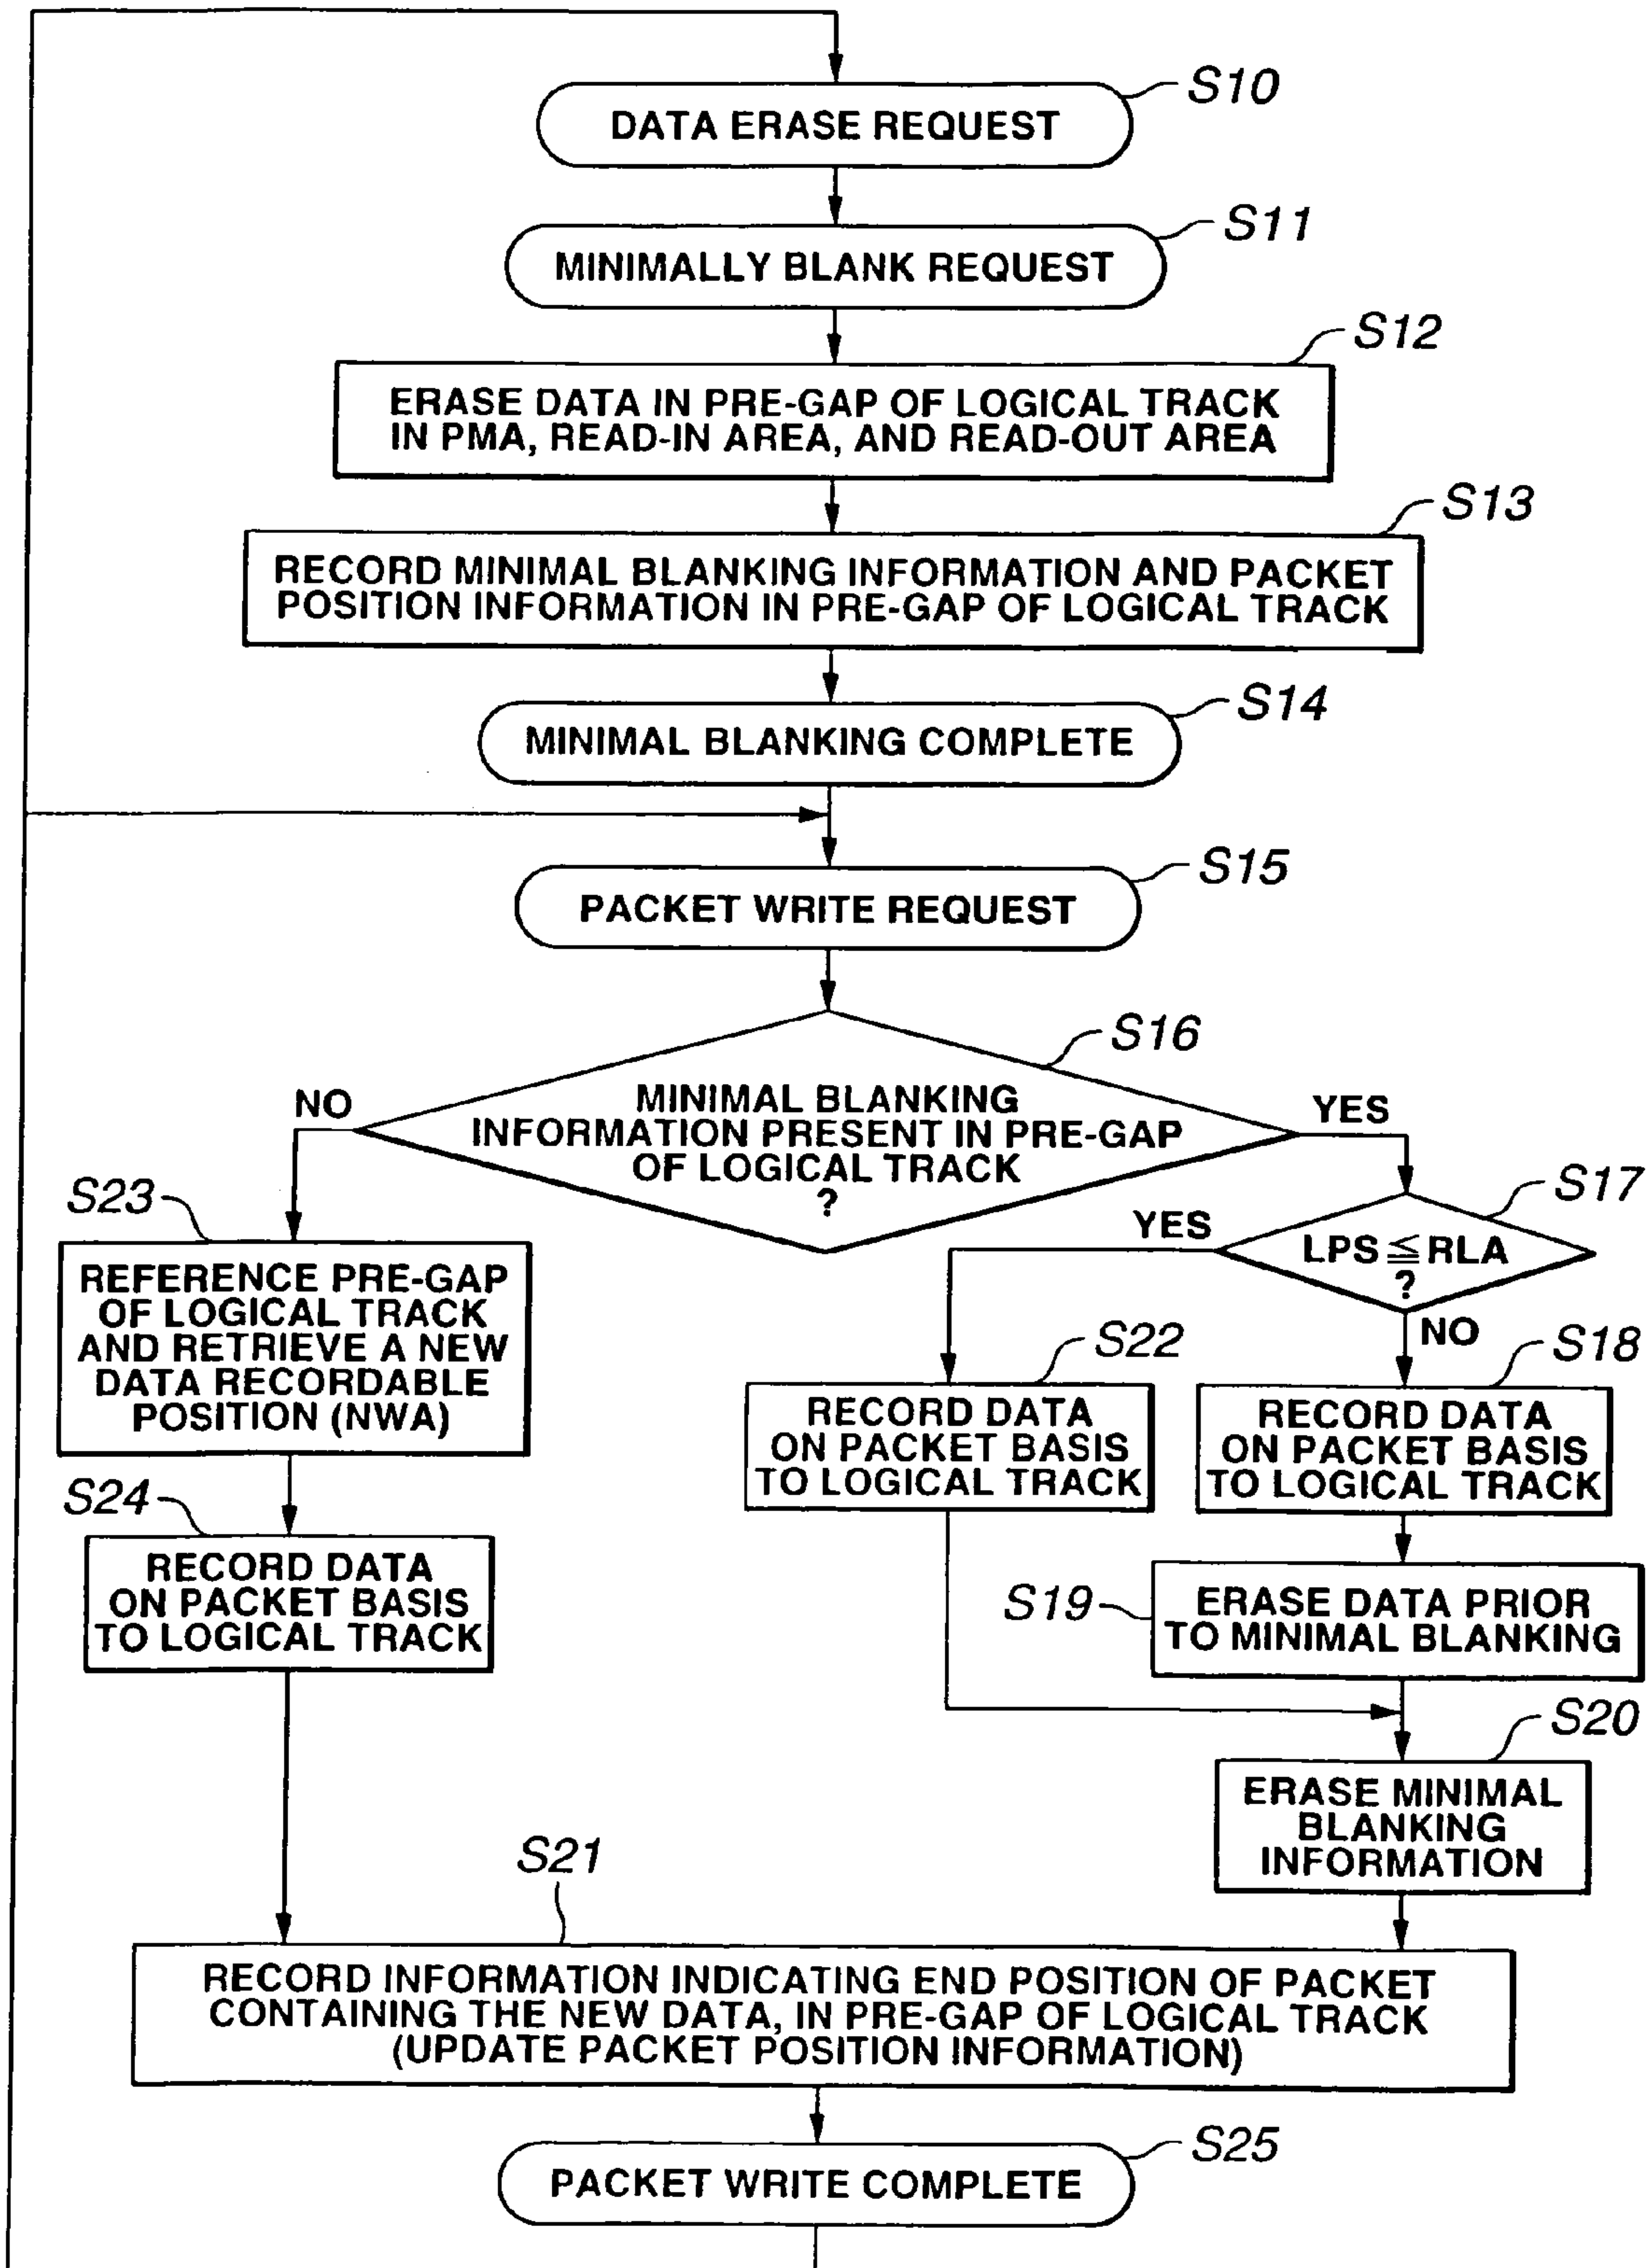 S10
DATA ERASE REQUEST
S11
MINIMALLY BLANK REQUEST
S12
ERASE DATA IN PRE-GAP OF LOGICAL TRACK
IN PMA, READ-IN AREA, AND READ-OUT AREA
S13
RECORD MINIMAL BLANKING INFORMATION AND PACKET
POSITION INFORMATION IN PRE-GAP OF LOGICAL TRACK
S14
MINIMAL BLANKING COMPLETE
S15
PACKET WRITE REQUEST
S16
MINIMAL BLANKING
INFORMATION PRESENT IN PRE-GAP
OF LOGICAL TRACK
?
NO
YES
S17
LPS ≦ RLA
?
YES
NO
S23
REFERENCE PRE-GAP
OF LOGICAL TRACK
AND RETRIEVE A NEW
DATA RECORDABLE
POSITION (NWA)
S22
RECORD DATA
ON PACKET BASIS
TO LOGICAL TRACK
S18
RECORD DATA
ON PACKET BASIS
TO LOGICAL TRACK
S24
RECORD DATA
ON PACKET BASIS
TO LOGICAL TRACK
S19
ERASE DATA PRIOR
TO MINIMAL BLANKING
S20
ERASE MINIMAL
BLANKING
INFORMATION
S21
RECORD INFORMATION INDICATING END POSITION OF PACKET
CONTAINING THE NEW DATA, IN PRE-GAP OF LOGICAL TRACK
(UPDATE PACKET POSITION INFORMATION)
S25
PACKET WRITE COMPLETE